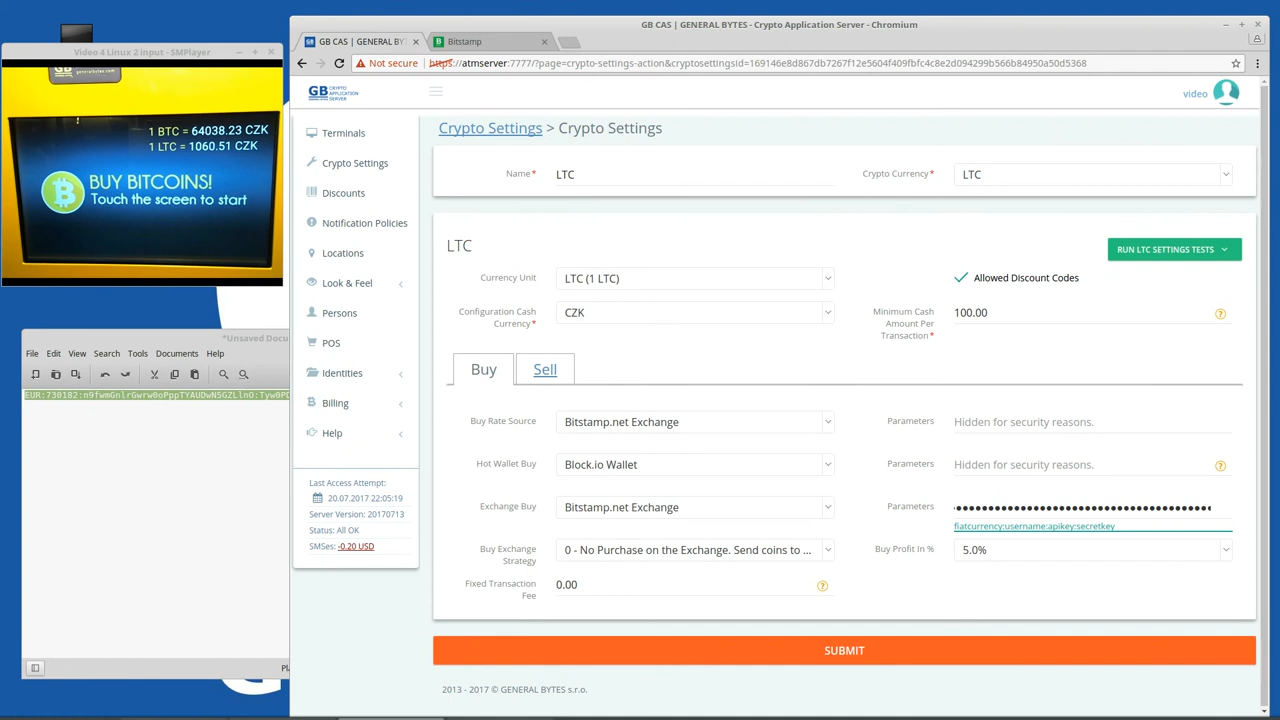 GB CAS | GENERAL BYTES - Crypto Application Server - Chromium
GB CAS | GENERAL BY
Bitstamp
Not secure
https://atmserver:7777/?page=crypto-settings-action&cryptosettingsid=169146e8d867db7267f12e5604f409fbfc4c8e2d094299b566b84950a50d5368
Video 4 Linux 2 input - SMPlayer
GB
generalbytes.com
1 BTC = 64038.23 CZK
1 LTC = 1060.51 CZK
BUY BITCOINS!
Touch the screen to start
*Unsaved Docu
File Edit View Search Tools Documents Help
GB CRYPTO APPLICATION SERVER
video
Terminals
Crypto Settings
Discounts
Notification Policies
Locations
Look & Feel
Persons
POS
Identities
Billing
Help
Last Access Attempt:
20.07.2017 22:05:19
Server Version: 20170713
Status: All OK
SMSes: -0.20 USD
Crypto Settings > Crypto Settings
Name* LTC
Crypto Currency* LTC
LTC
RUN LTC SETTINGS TESTS
Currency Unit LTC (1 LTC)
Allowed Discount Codes
Configuration Cash Currency* CZK
Minimum Cash Amount Per Transaction* 100.00
Buy Sell
Buy Rate Source Bitstamp.net Exchange
Parameters Hidden for security reasons.
Hot Wallet Buy Block.io Wallet
Parameters Hidden for security reasons.
Exchange Buy Bitstamp.net Exchange
Parameters
fiatcurrency:username:apikey:secretkey
Buy Exchange Strategy 0 - No Purchase on the Exchange. Send coins to ...
Buy Profit In % 5.0%
Fixed Transaction Fee 0.00
SUBMIT
2013 - 2017 © GENERAL BYTES s.r.o.